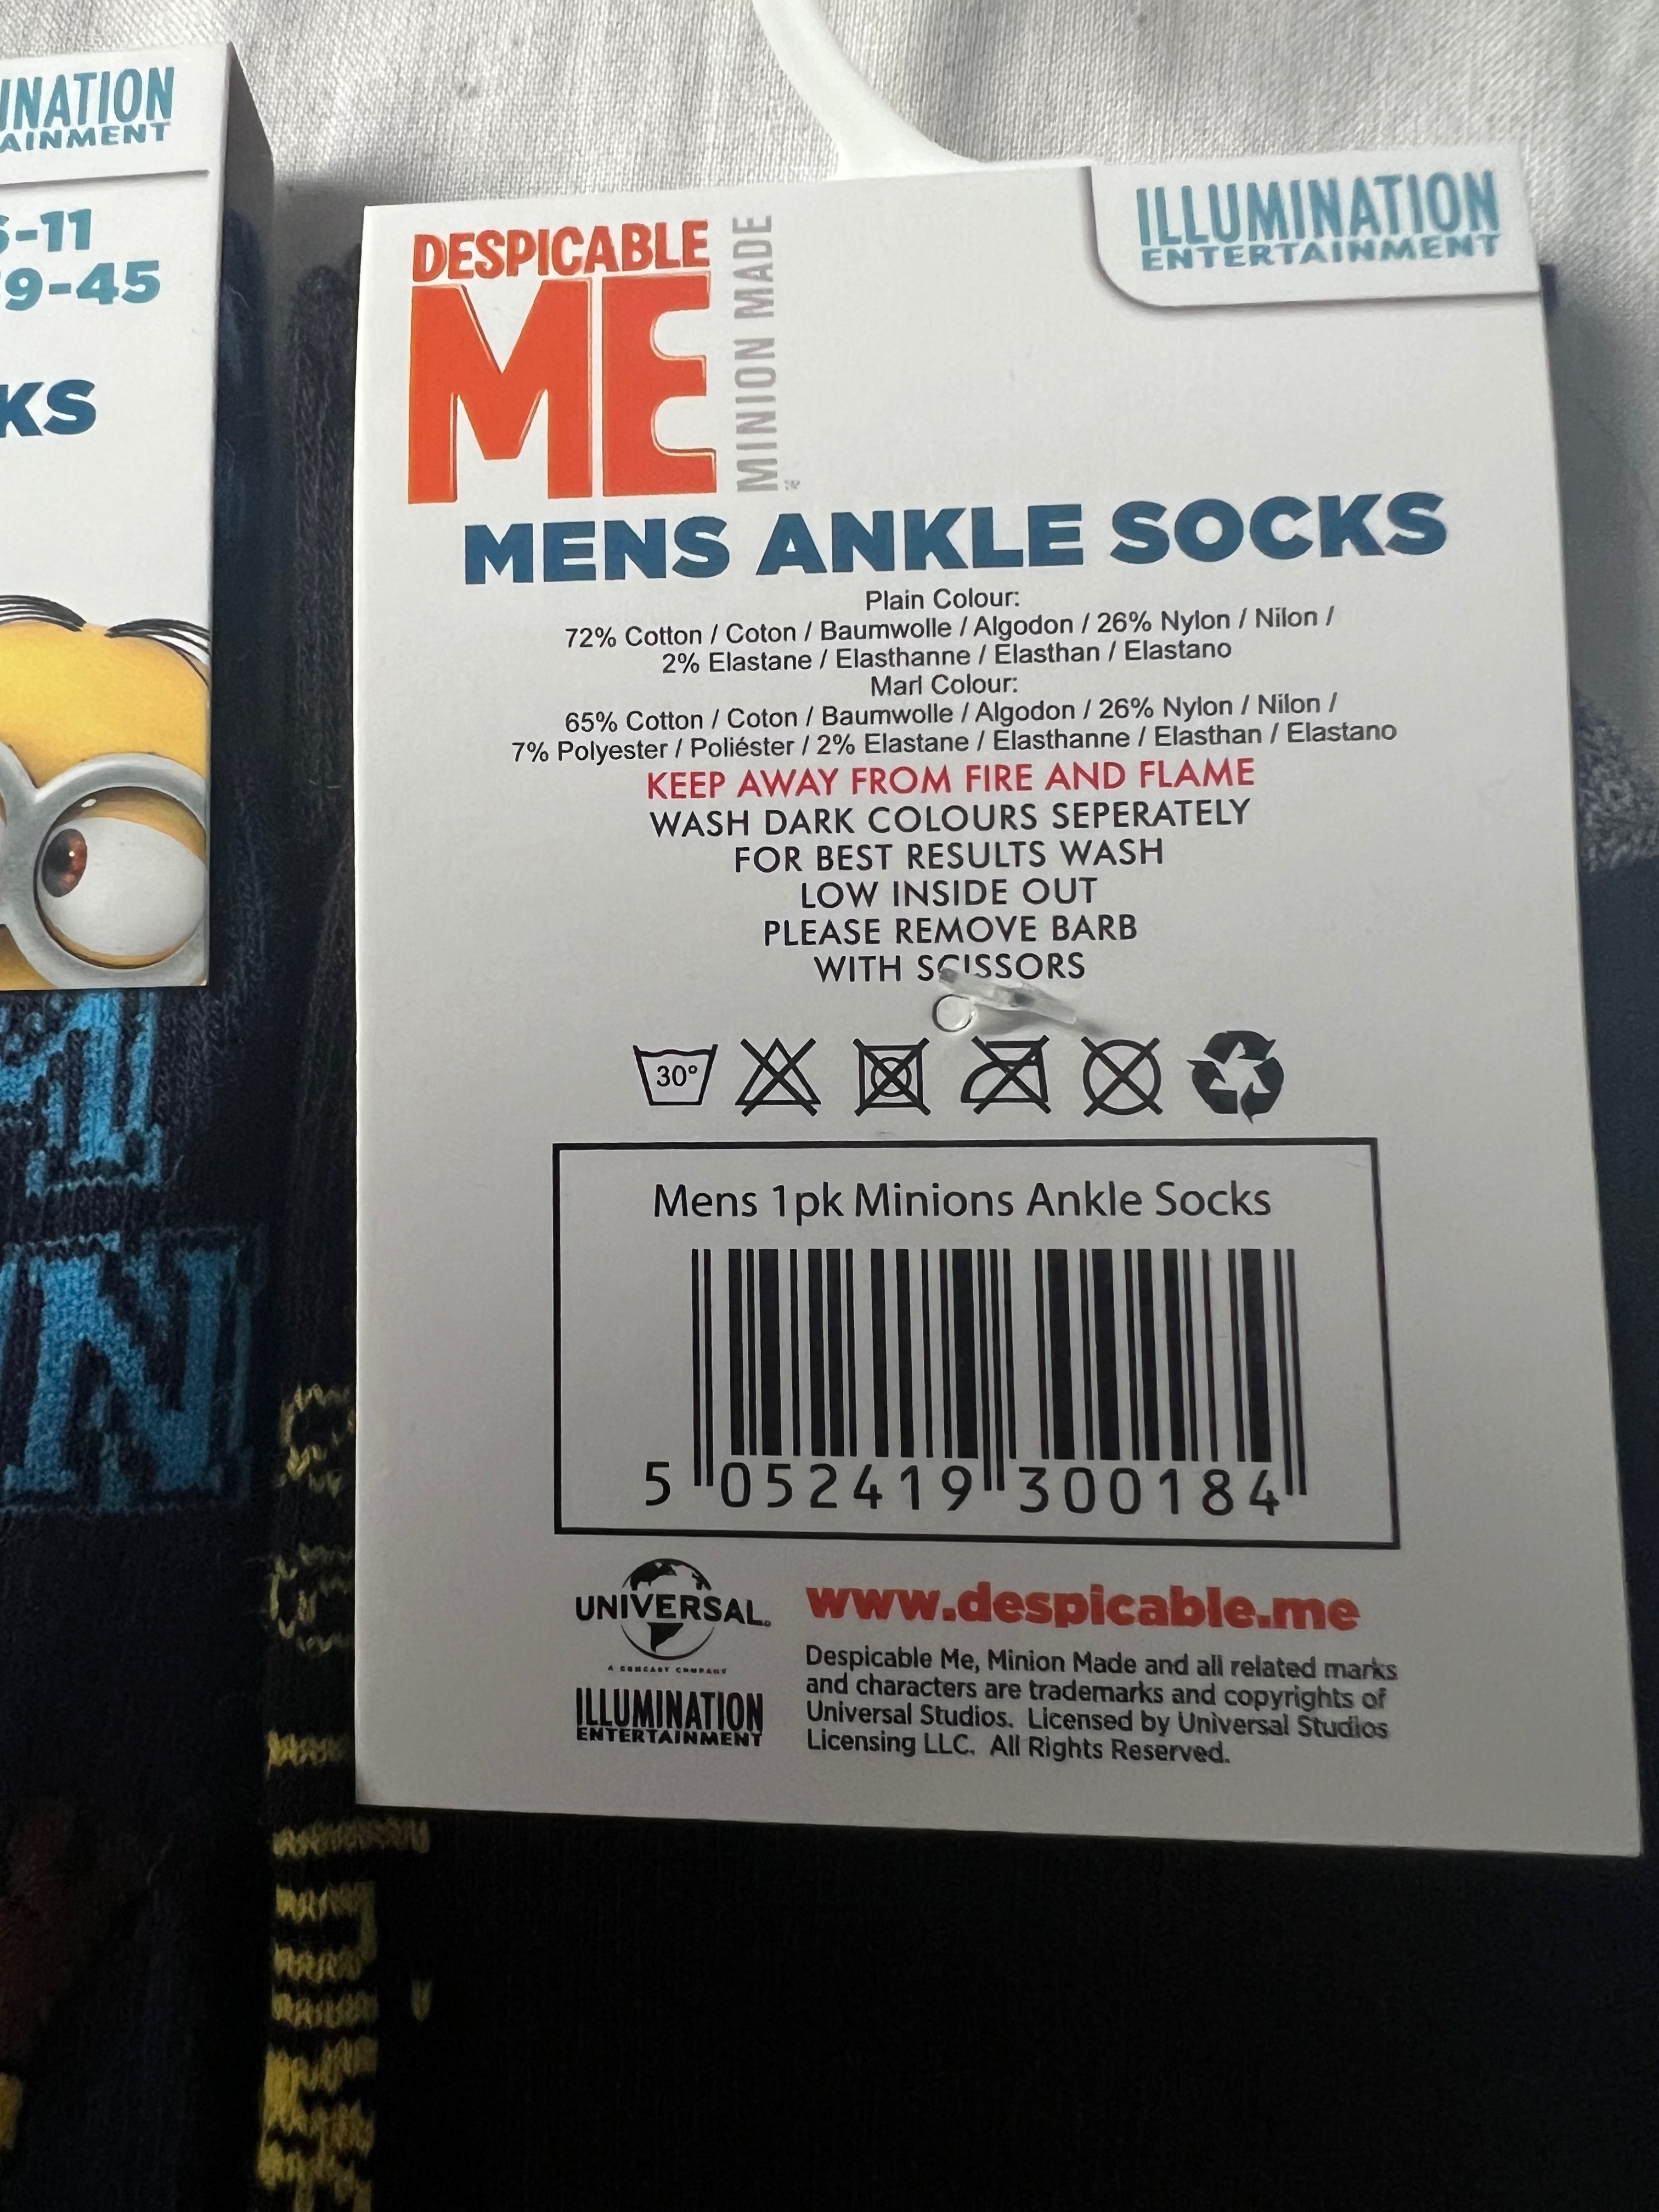 INATION
AINMENT
-11
9-45
KS
N
DESPICABLE
ME
MINION MADE
™
ILLUMINATION
ENTERTAINMENT
MENS ANKLE SOCKS
Plain Colour:
72% Cotton / Coton / Baumwolle / Algodon / 26% Nylon / Nilon /
2% Elastane / Elasthanne / Elasthan / Elastano
Marl Colour:
65% Cotton / Coton / Baumwolle / Algodon / 26% Nylon / Nilon /
7% Polyester / Poliéster / 2% Elastane / Elasthanne / Elasthan / Elastano
KEEP AWAY FROM FIRE AND FLAME
WASH DARK COLOURS SEPERATELY
FOR BEST RESULTS WASH
LOW INSIDE OUT
PLEASE REMOVE BARB
WITH SCISSORS
30°
Mens 1pk Minions Ankle Socks
5 052419 300184
UNIVERSAL
A COMCAST COMPANY
ILLUMINATION
ENTERTAINMENT
www.despicable.me
Despicable Me, Minion Made and all related marks
and characters are trademarks and copyrights of
Universal Studios. Licensed by Universal Studios
Licensing LLC. All Rights Reserved.